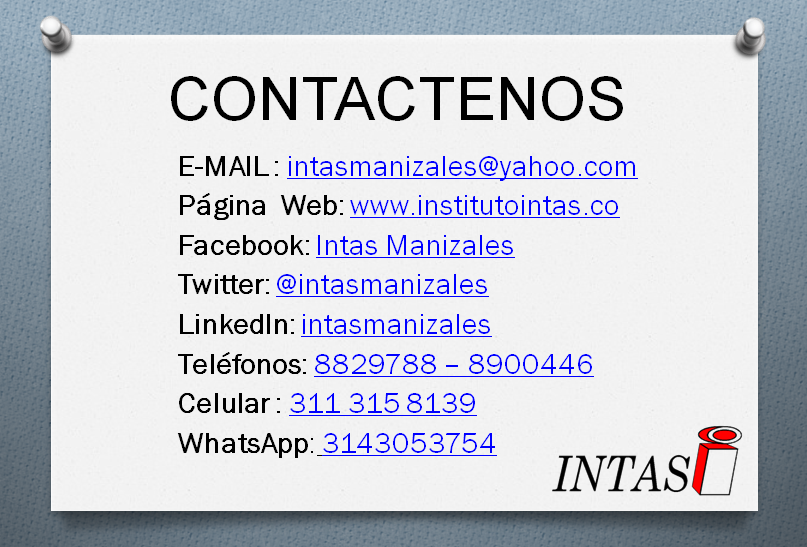 CONTACTENOS
E-MAIL : intasmanizales@yahoo.com
Página Web: www.institutointas.co
Facebook: Intas Manizales
Twitter: @intasmanizales
LinkedIn: intasmanizales
Teléfonos: 8829788 – 8900446
Celular : 311 315 8139
WhatsApp: 3143053754
INTAS